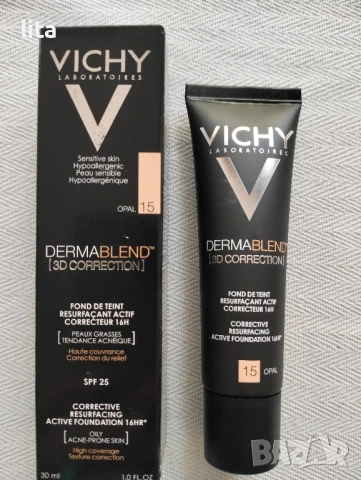 lita
VICHY
LABORATOIRES
Sensitive skin
Hypoallergenic
Peau sensible
Hypoallergénique
OPAL 15
DERMABLEND™
[3D CORRECTION]
FOND DE TEINT
RESURFAÇANT ACTIF
CORRECTEUR 16H
PEAUX GRASSES
[TENDANCE ACNÉIQUE]
Haute couvrance
Correction du relief
SPF 25
CORRECTIVE
RESURFACING
ACTIVE FOUNDATION 16HR*
OILY
[ACNE-PRONE SKIN]
High coverage
Texture correction
30 ml
1.0 FL.OZ
VICHY
LABORATOIRES
DERMABLEND™
[3D CORRECTION]
FOND DE TEINT
RESURFAÇANT ACTIF
CORRECTEUR 16H
CORRECTIVE
RESURFACING
ACTIVE FOUNDATION 16HR*
15 OPAL
bazar